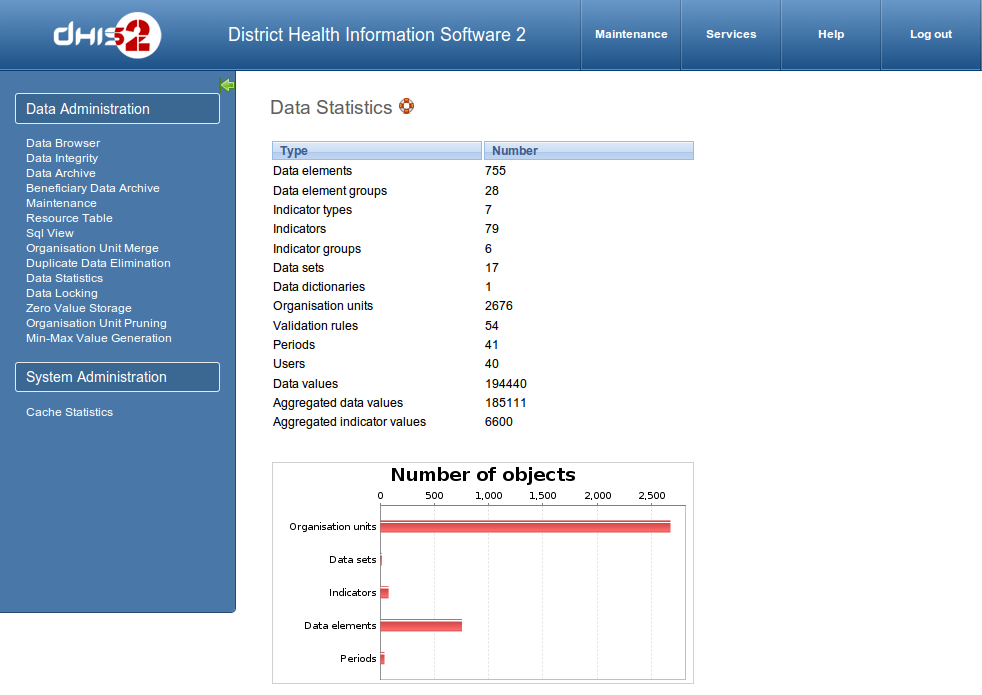 dhis2 District Health Information Software 2 Maintenance Services Help Log out
Data Administration
Data Browser
Data Integrity
Data Archive
Beneficiary Data Archive
Maintenance
Resource Table
Sql View
Organisation Unit Merge
Duplicate Data Elimination
Data Statistics
Data Locking
Zero Value Storage
Organisation Unit Pruning
Min-Max Value Generation
System Administration
Cache Statistics
Data Statistics
Type Number
Data elements 755
Data element groups 28
Indicator types 7
Indicators 79
Indicator groups 6
Data sets 17
Data dictionaries 1
Organisation units 2676
Validation rules 54
Periods 41
Users 40
Data values 194440
Aggregated data values 185111
Aggregated indicator values 6600
Number of objects
0 500 1,000 1,500 2,000 2,500
Organisation units
Data sets
Indicators
Data elements
Periods